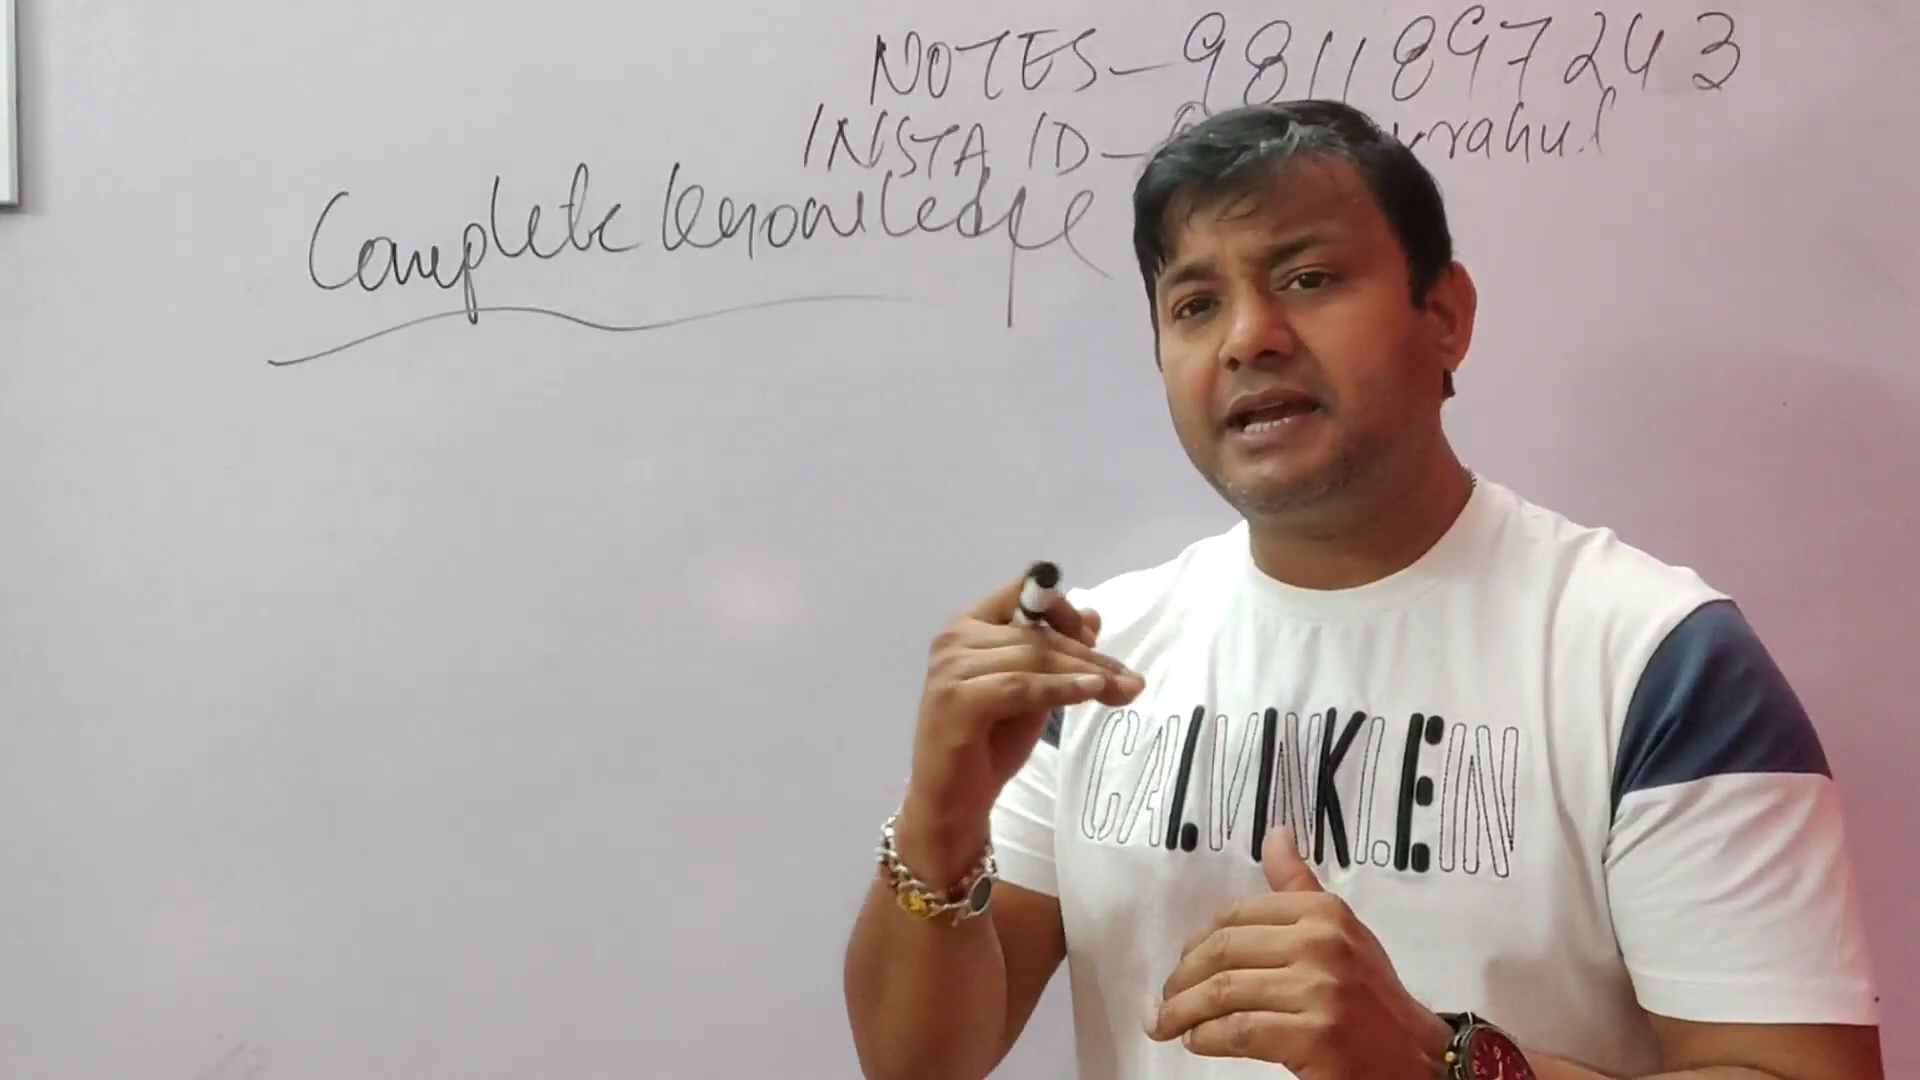 NOTES - 9811897243
INSTA ID -
Complete knowledge
CALVIN KLEIN